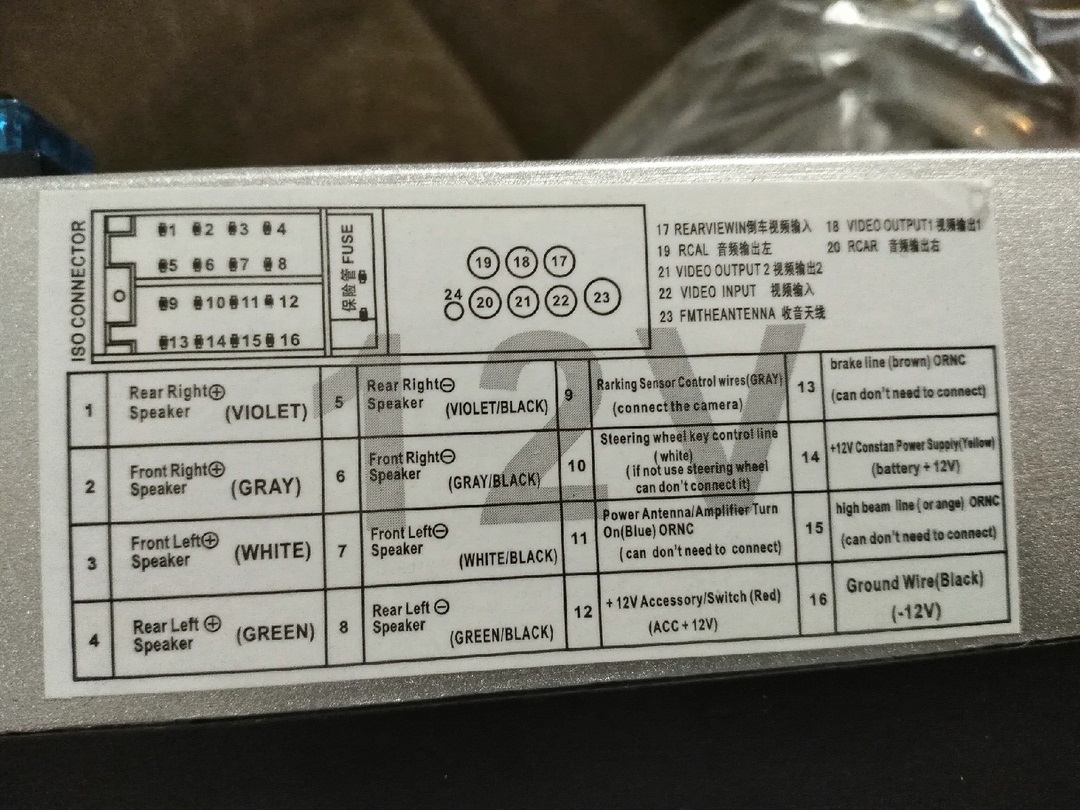 ISO CONNECTOR
1 2 3 4
5 6 7 8
9 10 11 12
13 14 15 16
保险管 FUSE
19 18 17
24 20 21 22 23
17 REARVIEWIN倒车视频输入 18 VIDEO OUTPUT1 视频输出1
19 RCAL 音频输出左 20 RCAR 音频输出右
21 VIDEO OUTPUT 2 视频输出2
22 VIDEO INPUT 视频输入
23 FMTHEANTENNA 收音天线
12V
1
Rear Right⊕
Speaker (VIOLET)
5
Rear Right⊖
Speaker
(VIOLET/BLACK)
9
Rarking Sensor Control wires(GRAY)
(connect the camera)
13
brake line (brown) ORNC
(can don't need to connect)
2
Front Right⊕
Speaker (GRAY)
6
Front Right⊖
Speaker
(GRAY/BLACK)
10
Steering wheel key control line
(white)
(if not use steering wheel
can don't connect it)
14
+12V Constan Power Supply(Yellow)
(battery + 12V)
3
Front Left⊕
Speaker (WHITE)
7
Front Left⊖
Speaker
(WHITE/BLACK)
11
Power Antenna/Amplifier Turn
On(Blue) ORNC
(can don't need to connect)
15
high beam line (or ange) ORNC
(can don't need to connect)
4
Rear Left ⊕
Speaker (GREEN)
8
Rear Left ⊖
Speaker
(GREEN/BLACK)
12
+ 12V Accessory/Switch (Red)
(ACC + 12V)
16
Ground Wire(Black)
(-12V)